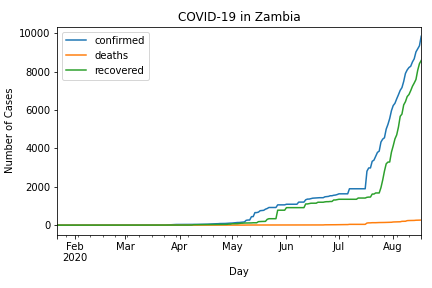 COVID-19 in Zambia
confirmed
deaths
recovered
Number of Cases
10000
8000
6000
4000
2000
0
Feb Mar Apr May Jun Jul Aug
2020
Day